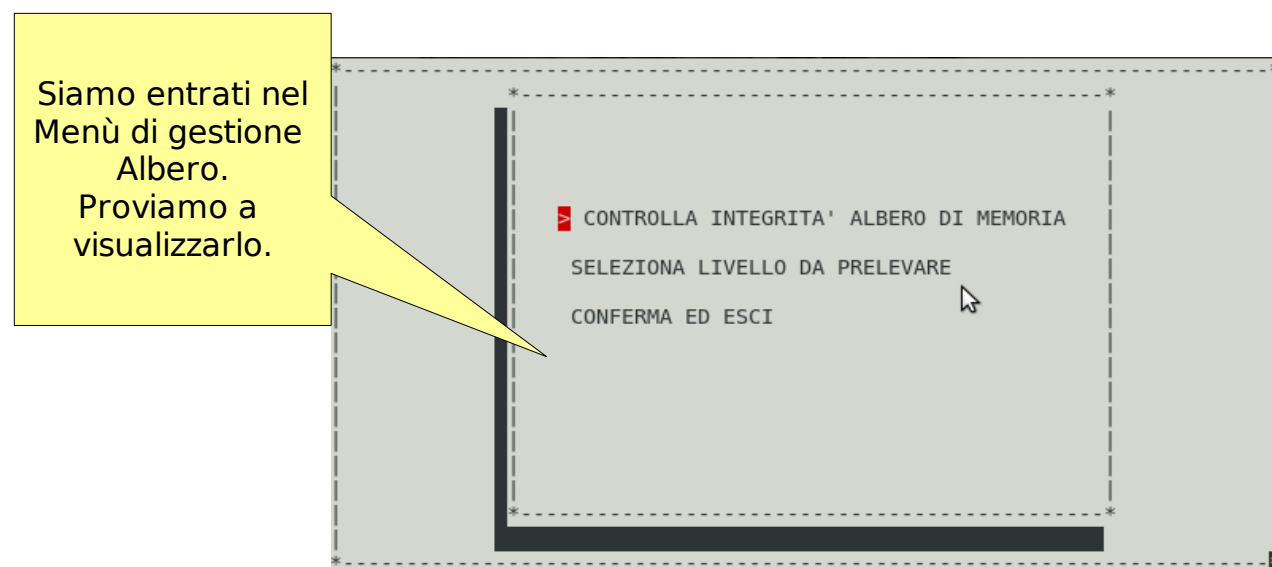 Siamo entrati nel
Menù di gestione
Albero.
Proviamo a
visualizzarlo.
> CONTROLLA INTEGRITA' ALBERO DI MEMORIA
SELEZIONA LIVELLO DA PRELEVARE
CONFERMA ED ESCI